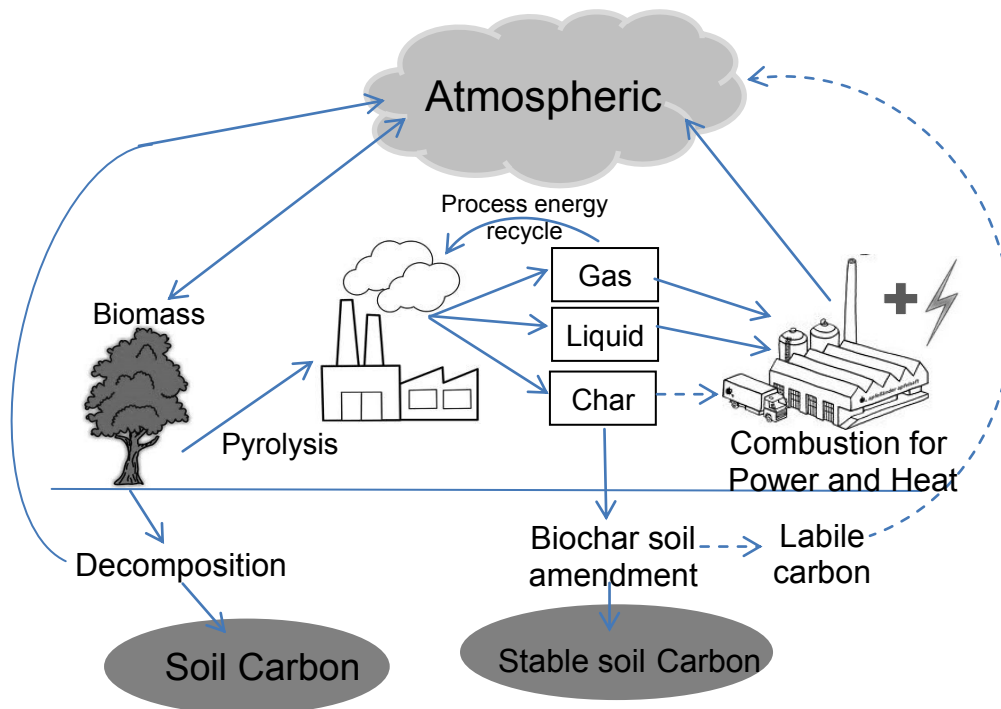 Atmospheric
Process energy
recycle
Gas
Biomass
Liquid
Char
Pyrolysis
Combustion for
Power and Heat
Decomposition
Biochar soil
amendment
Labile
carbon
Soil Carbon
Stable soil Carbon